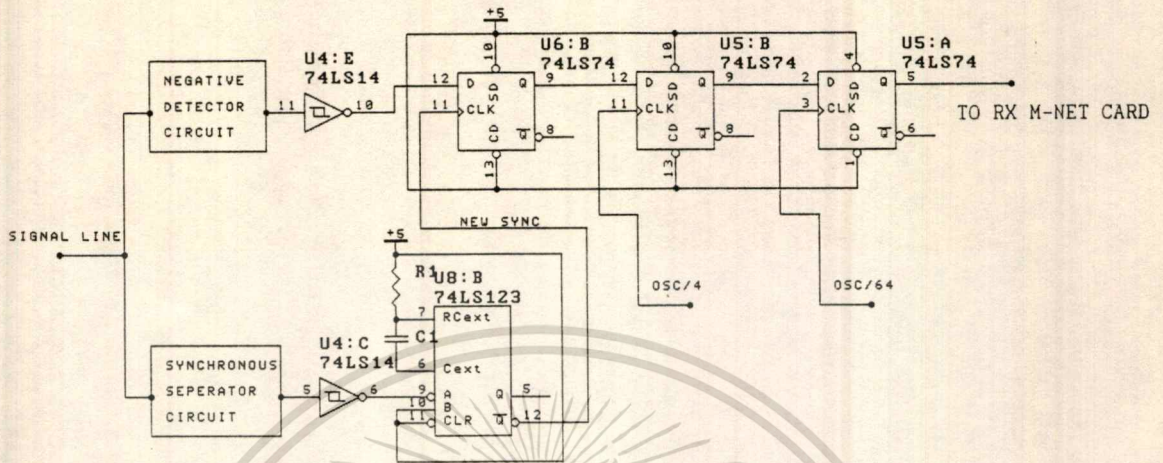 +5
U6:B
74LS74
U5:B
74LS74
U5:A
74LS74
U4:E
74LS14
NEGATIVE
DETECTOR
CIRCUIT
11
10
12
11
10
D
SD
Q
CLK
CD
Q
9
8
13
12
11
10
D
SD
Q
CLK
CD
Q
9
8
13
2
3
4
D
SD
Q
CLK
CD
Q
5
6
1
TO RX M-NET CARD
NEW SYNC
SIGNAL LINE
+5
R1
U8:B
74LS123
OSC/4
OSC/64
7
RCext
C1
6
Cext
U4:C
74LS14
SYNCHRONOUS
SEPERATOR
CIRCUIT
5
6
9
A
10
B
11
CLR
Q
5
Q
12